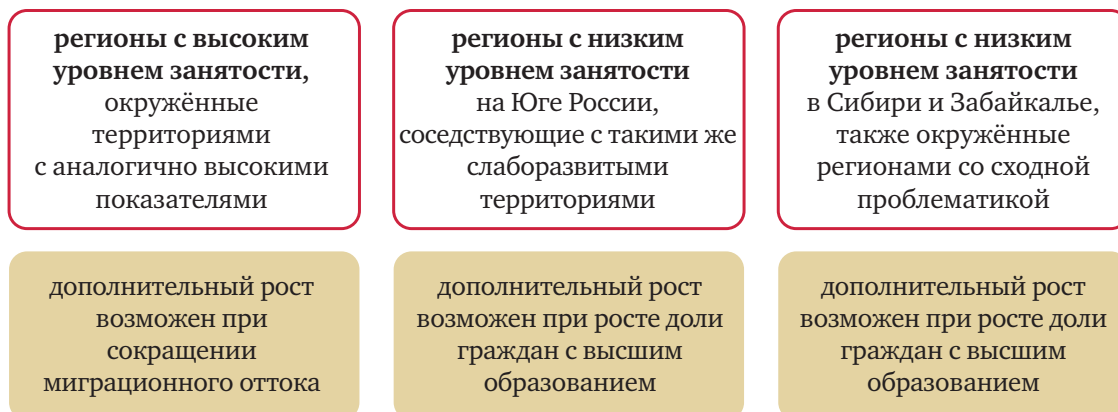 регионы с высоким
уровнем занятости,
окружённые
территориями
с аналогично высокими
показателями
регионы с низким
уровнем занятости
на Юге России,
соседствующие с такими же
слаборазвитыми
территориями
регионы с низким
уровнем занятости
в Сибири и Забайкалье,
также окружённые
регионами со сходной
проблематикой
дополнительный рост
возможен при
сокращении
миграционного оттока
дополнительный рост
возможен при росте доли
граждан с высшим
образованием
дополнительный рост
возможен при росте доли
граждан с высшим
образованием